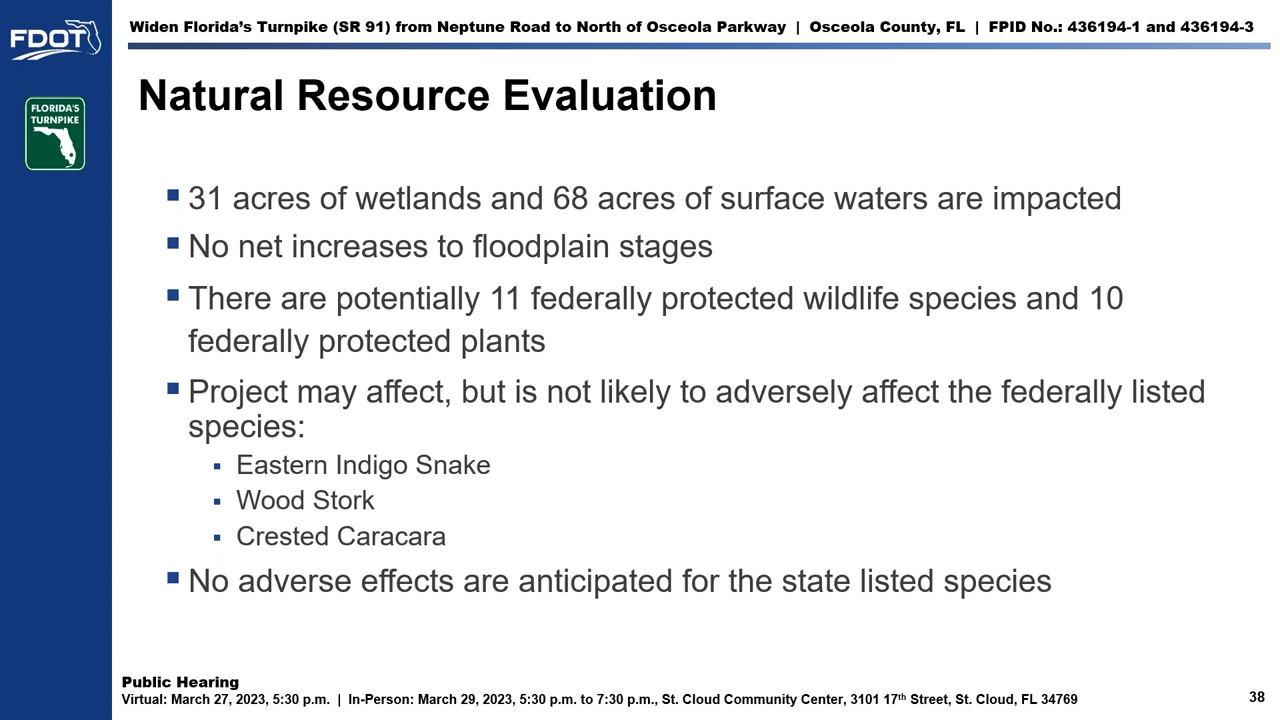 Widen Florida’s Turnpike (SR 91) from Neptune Road to North of Osceola Parkway | Osceola County, FL | FPID No.: 436194-1 and 436194-3
FDOT
FLORIDA'S
TURNPIKE
Natural Resource Evaluation
▪ 31 acres of wetlands and 68 acres of surface waters are impacted
▪ No net increases to floodplain stages
▪ There are potentially 11 federally protected wildlife species and 10
federally protected plants
▪ Project may affect, but is not likely to adversely affect the federally listed
species:
▪ Eastern Indigo Snake
▪ Wood Stork
▪ Crested Caracara
▪ No adverse effects are anticipated for the state listed species
Public Hearing
Virtual: March 27, 2023, 5:30 p.m. | In-Person: March 29, 2023, 5:30 p.m. to 7:30 p.m., St. Cloud Community Center, 3101 17th Street, St. Cloud, FL 34769
38